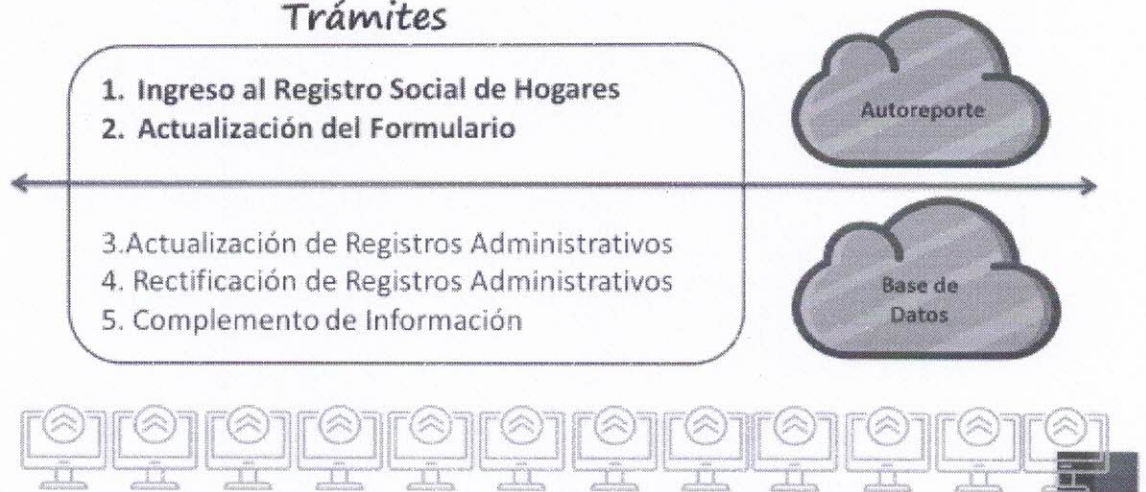 Trámites
1. Ingreso al Registro Social de Hogares
2. Actualización del Formulario
Autoreporte
3.Actualización de Registros Administrativos
4. Rectificación de Registros Administrativos
5. Complemento de Información
Base de
Datos